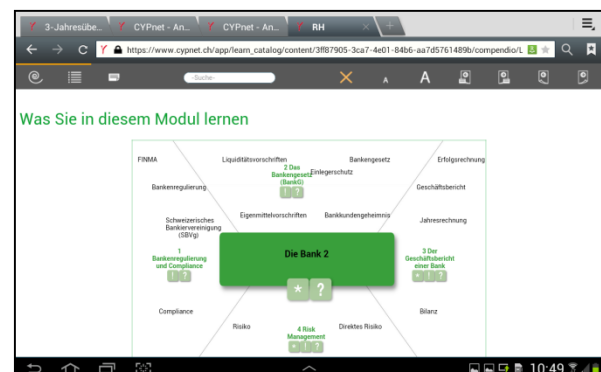 3-Jahresübe...
CYPnet - An...
CYPnet - An...
RH
https://www.cypnet.ch/app/learn_catalog/content/3ff87905-3ca7-4e01-84b6-aa7d5761489b/compendio/L
-Suche-
A
A
Was Sie in diesem Modul lernen
FINMA
Liquiditätsvorschriften
Bankengesetz
Erfolgsrechnung
2 Das
Bankengesetz
(BankG)
! ?
Einlegerschutz
Bankenregulierung
Geschäftsbericht
Schweizerisches
Bankiervereinigung
(SBVg)
Eigenmittelvorschriften
Bankkundengeheimnis
Jahresrechnung
1
Bankenregulierung
und Compliance
! ?
Die Bank 2
* ?
3 Der
Geschäftsbericht
einer Bank
* ! ?
Compliance
Bilanz
Risiko
4 Risk
Management
* ! ?
Direktes Risiko
10:49